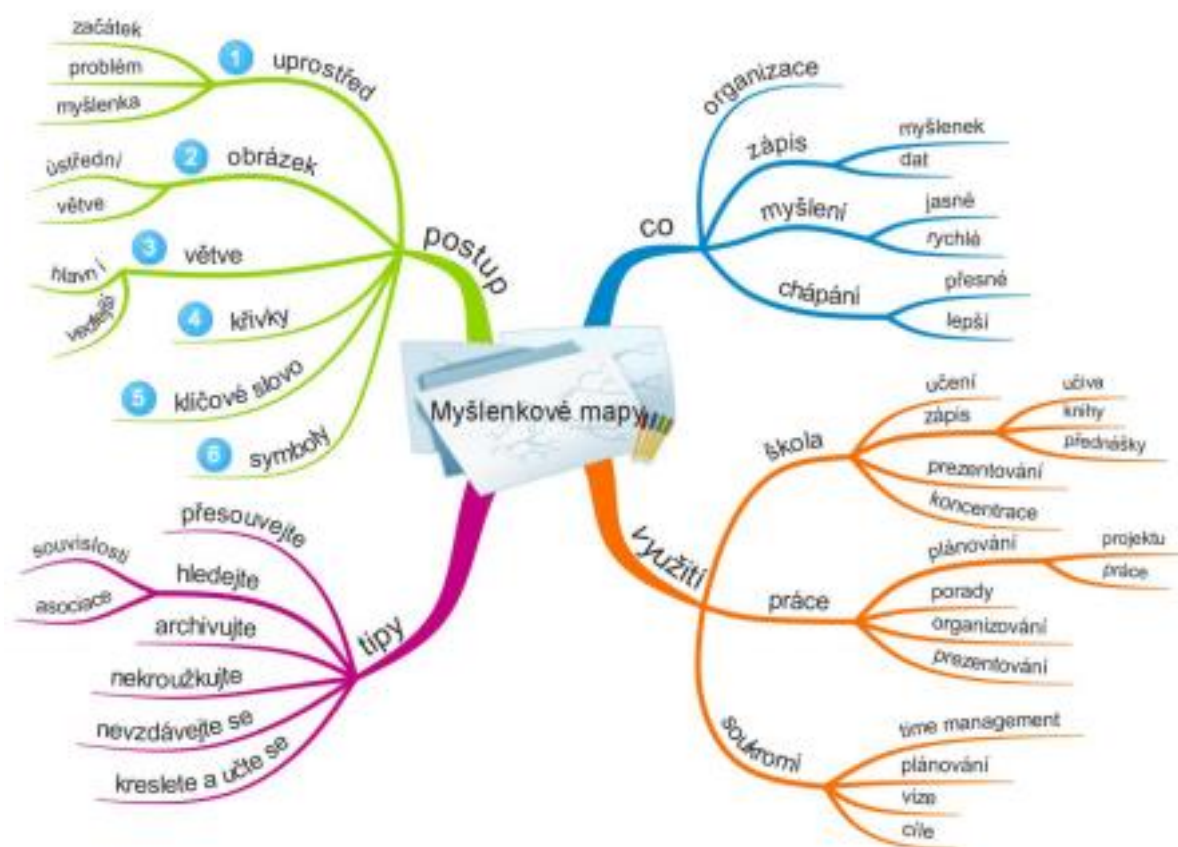 Myšlenkové mapy
postup
1 uprostřed
začátek
problém
myšlenka
2 obrázek
ústřední
větve
3 větve
hlavní
vedlejší
4 křivky
5 klíčové slovo
6 symboly
co
organizace
zápis
myšlenek
dat
myšlení
jasné
rychlé
chápání
přesné
lepší
využití
škola
učení
zápis
učiva
knihy
přednášky
prezentování
koncentrace
práce
plánování
projektu
práce
porady
organizování
prezentování
soukromí
time management
plánování
vize
cíle
tipy
přesouvejte
hledejte
souvislosti
asociace
archivujte
nekroužkujte
nevzdávejte se
kreslete a učte se